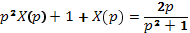 p²X(p) + 1 + X(p) = 2p / (p² + 1)